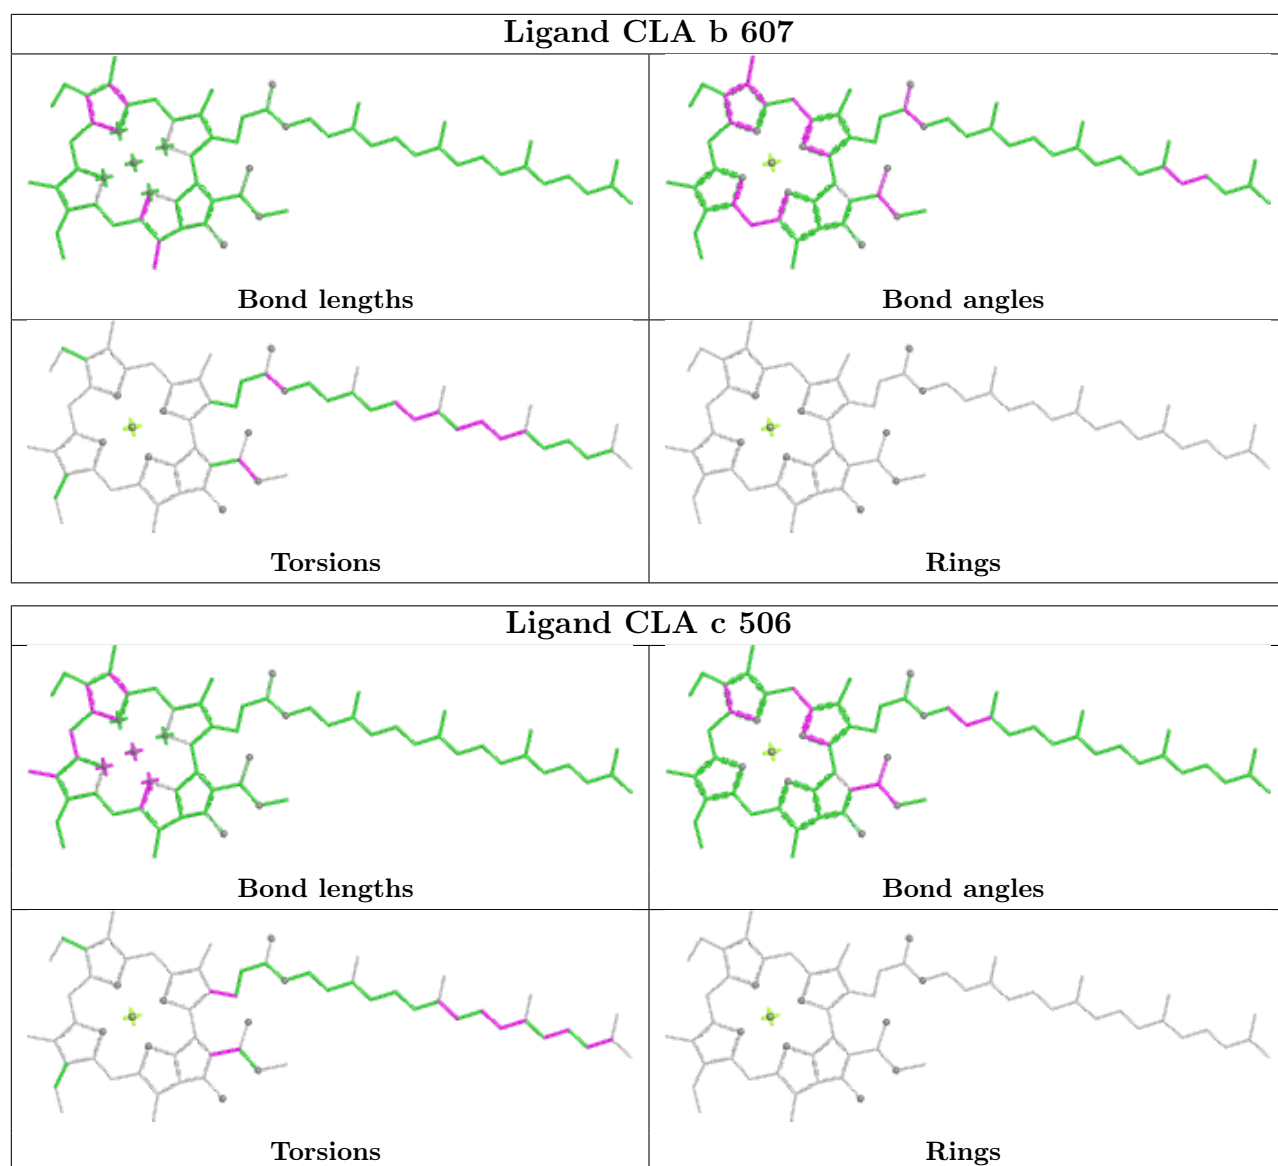 Ligand CLA b 607
Bond lengths
Bond angles
Torsions
Rings
Ligand CLA c 506
Bond lengths
Bond angles
Torsions
Rings